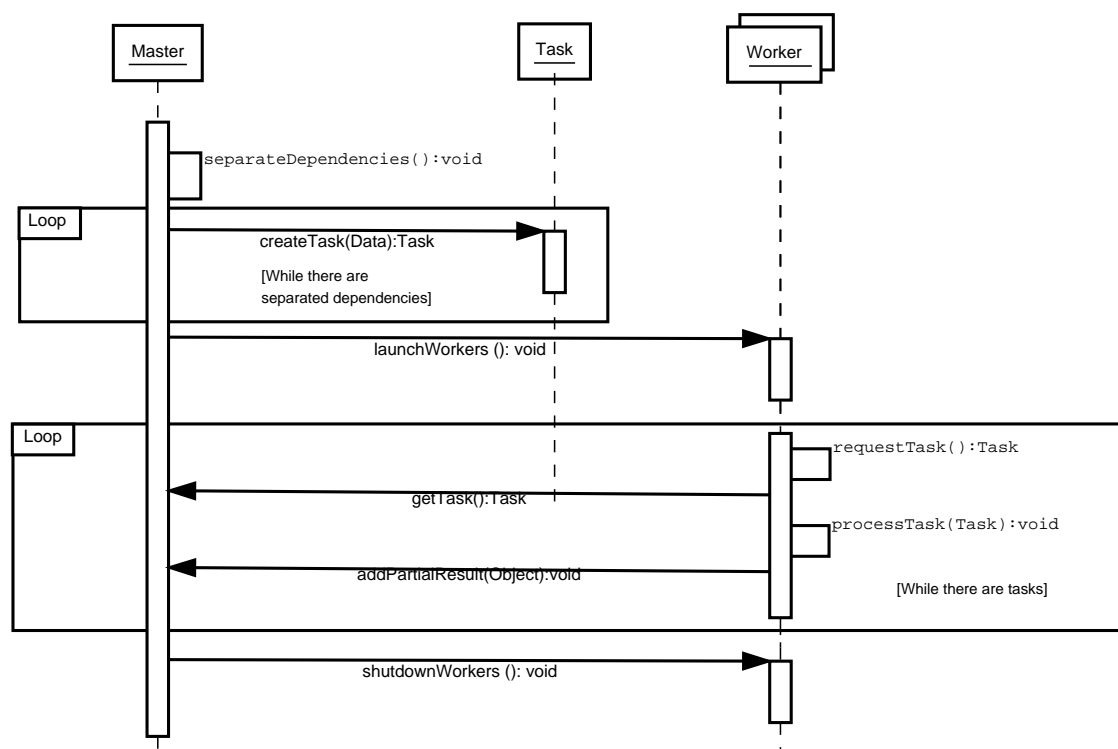 Master
Task
Worker
separateDependencies():void
Loop
createTask(Data):Task
[While there are
separated dependencies]
launchWorkers (): void
Loop
requestTask():Task
getTask():Task
processTask(Task):void
addPartialResult(Object):void
[While there are tasks]
shutdownWorkers (): void